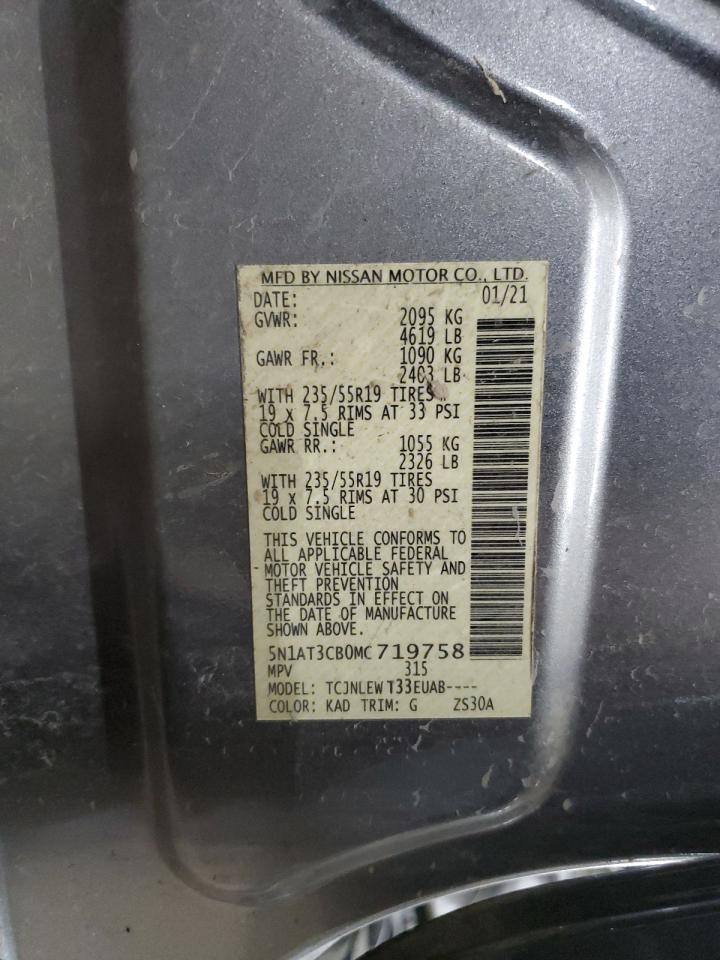 MFD BY NISSAN MOTOR CO., LTD.
DATE: 01/21
GVWR: 2095 KG
4619 LB
GAWR FR.: 1090 KG
2403 LB
WITH 235/55R19 TIRES
19 x 7.5 RIMS AT 33 PSI
COLD SINGLE
GAWR RR.: 1055 KG
2326 LB
WITH 235/55R19 TIRES
19 x 7.5 RIMS AT 30 PSI
COLD SINGLE
THIS VEHICLE CONFORMS TO
ALL APPLICABLE FEDERAL
MOTOR VEHICLE SAFETY AND
THEFT PREVENTION
STANDARDS IN EFFECT ON
THE DATE OF MANUFACTURE
SHOWN ABOVE.
5N1AT3CB0MC719758
MPV 315
MODEL: TCJNLEWT33EUAB----
COLOR: KAD TRIM: G ZS30A